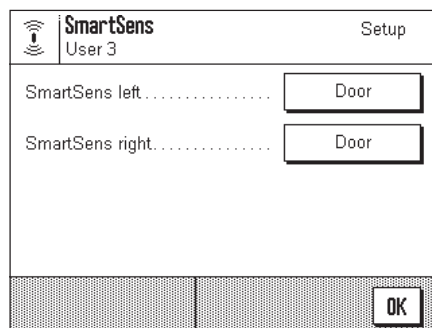 SmartSens Setup
User 3
SmartSens left................ Door
SmartSens right............... Door
OK